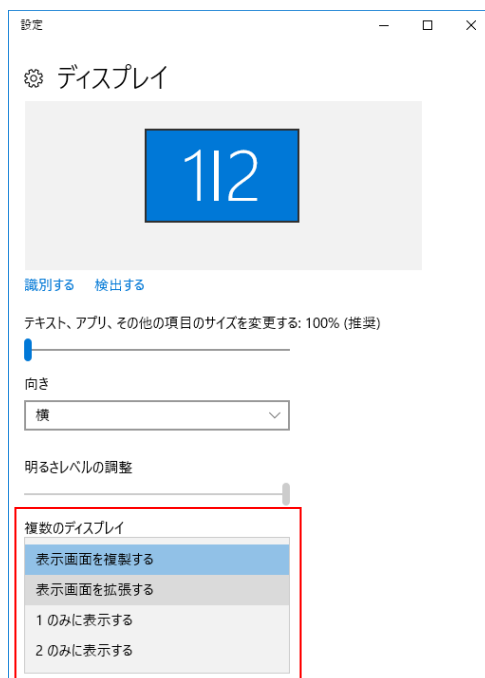 設定
ディスプレイ
1|2
識別する 検出する
テキスト、アプリ、その他の項目のサイズを変更する: 100% (推奨)
向き
横
明るさレベルの調整
複数のディスプレイ
表示画面を複製する
表示画面を拡張する
1 のみに表示する
2 のみに表示する